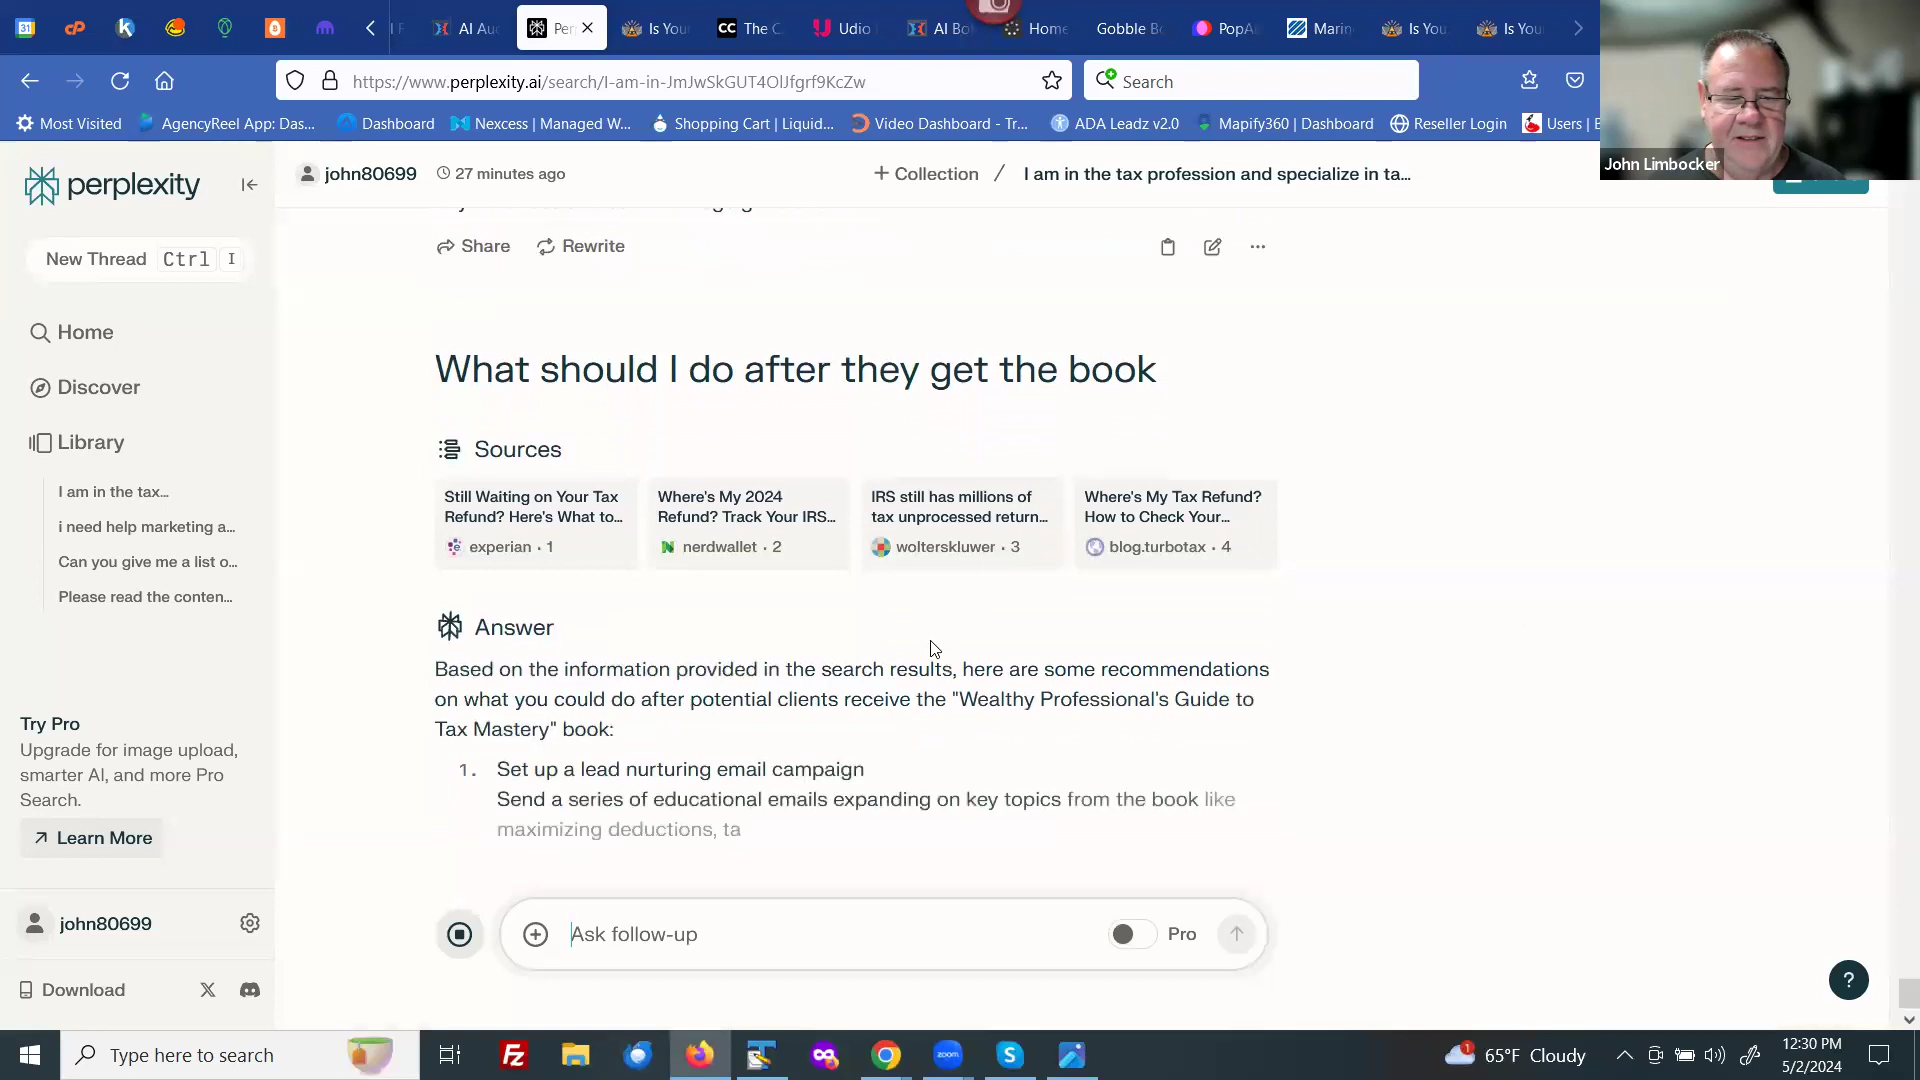 31
AI Aud
Per
Is Your
CC The C
Udio
AI Bo
Home
Gobble B
PopA
Marin
Is You
Is You
https://www.perplexity.ai/search/I-am-in-JmJwSkGUT4OlJfgrf9KcZw
Search
Most Visited
AgencyReel App: Das...
Dashboard
Nexcess | Managed W...
Shopping Cart | Liquid...
Video Dashboard - Tr...
ADA Leadz v2.0
Mapify360 | Dashboard
Reseller Login
Users | E
John Limbocker
perplexity
john80699
27 minutes ago
+ Collection / I am in the tax profession and specialize in ta...
New Thread Ctrl I
Home
Discover
Library
I am in the tax...
i need help marketing a...
Can you give me a list o...
Please read the conten...
Try Pro
Upgrade for image upload,
smarter AI, and more Pro
Search.
Learn More
john80699
Download
Share
Rewrite
...
What should I do after they get the book
Sources
Still Waiting on Your Tax
Refund? Here's What to...
experian · 1
Where's My 2024
Refund? Track Your IRS...
nerdwallet · 2
IRS still has millions of
tax unprocessed return...
wolterskluwer · 3
Where's My Tax Refund?
How to Check Your...
blog.turbotax · 4
Answer
Based on the information provided in the search results, here are some recommendations
on what you could do after potential clients receive the "Wealthy Professional's Guide to
Tax Mastery" book:
1. Set up a lead nurturing email campaign
Send a series of educational emails expanding on key topics from the book like
maximizing deductions, ta
Ask follow-up
Pro
?
Type here to search
zoom
1
65°F Cloudy
12:30 PM
5/2/2024